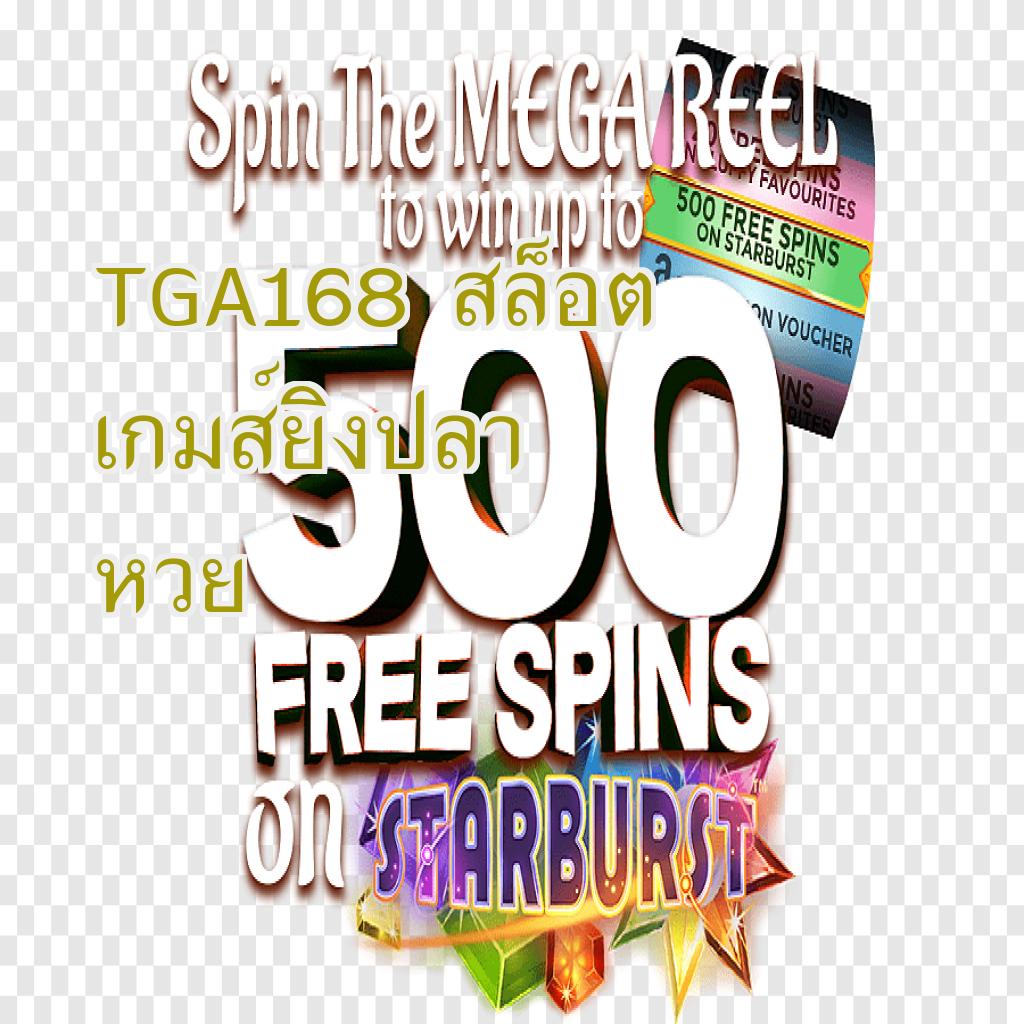 Spin The MEGA REEL
to win up to
500
FREE SPINS
on STARBURST™
TGA168 สล็อต
เกมส์ยิงปลา
หวย
FAVOURITES
500 FREE SPINS
ON STARBURST
VOUCHER